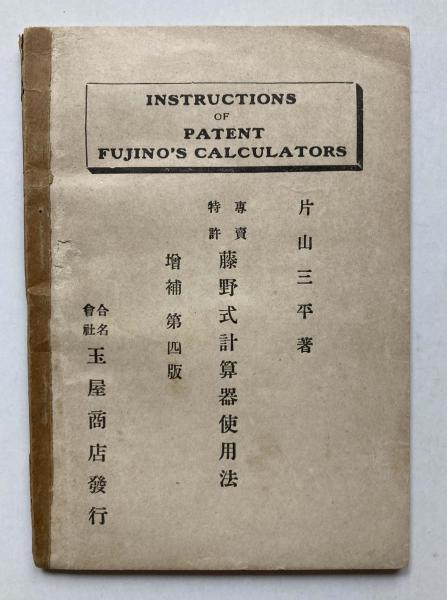 INSTRUCTIONS
OF
PATENT
FUJINO'S CALCULATORS
片山三平著
專賣特許 藤野式計算器使用法
增補 第四版
合名會社 玉屋商店發行